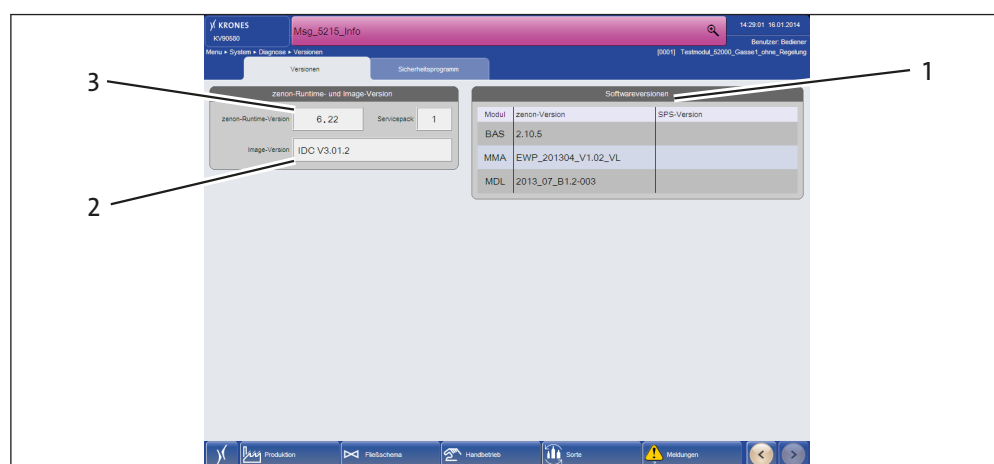 KRONES
KV90500
Msg_5215_Info
14:29:01 16.01.2014
Benutzer: Bediener
Menu ▸ System ▸ Diagnose ▸ Versionen
[0001] Testmodul_52000_Gasse1_ohne_Regelung
Versionen
Sicherheitsprogramm
3
1
zenon-Runtime- und Image-Version
zenon-Runtime-Version 6.22 Servicepack 1
Image-Version IDC V3.01.2
2
Softwareversionen
Modul zenon-Version SPS-Version
BAS 2.10.5
MMA EWP_201304_V1.02_VL
MDL 2013_07_B1.2-003
Produktion Fließschema Handbetrieb Sorte Meldungen